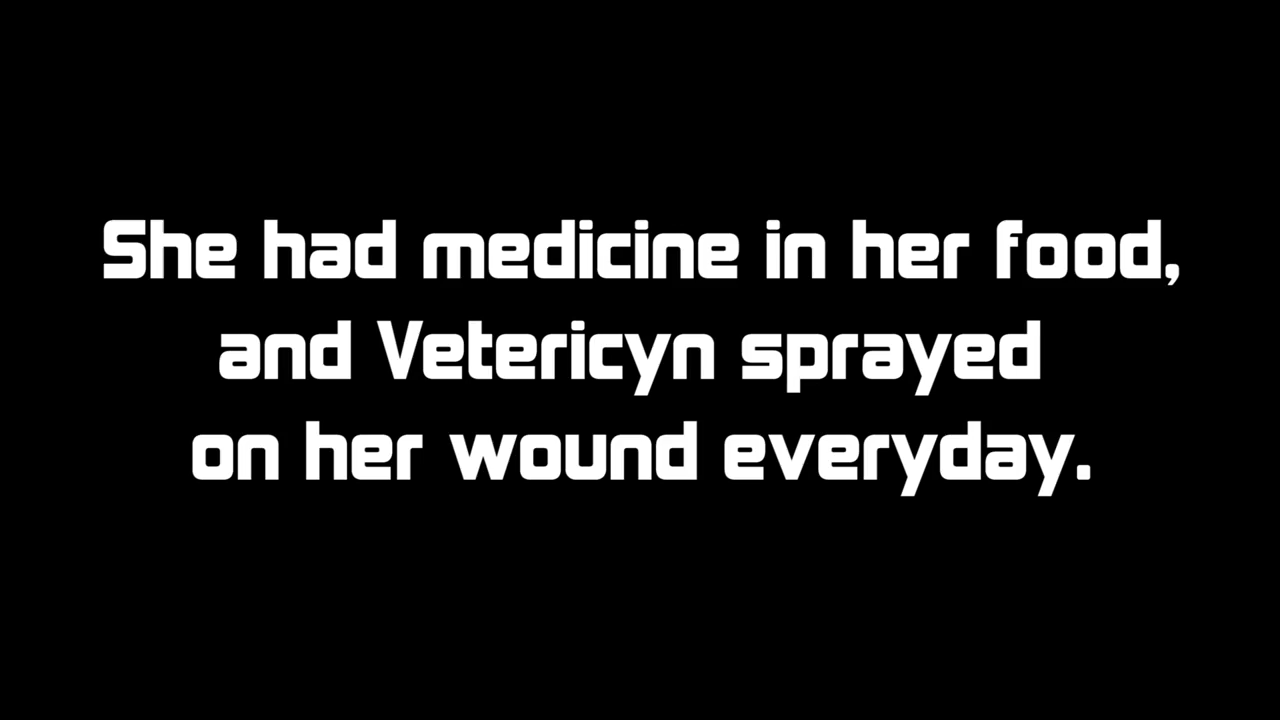 She had medicine in her food,
and Vetericyn sprayed
on her wound everyday.